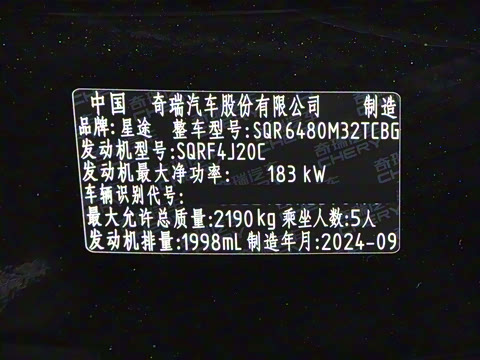 中国 奇瑞汽车股份有限公司 制造
品牌:星途 整车型号:SQR6480M32TCBG
发动机型号:SQRF4J20C
发动机最大净功率: 183 kW
车辆识别代号:
最大允许总质量:2190kg 乘坐人数:5人
发动机排量:1998mL 制造年月:2024-09